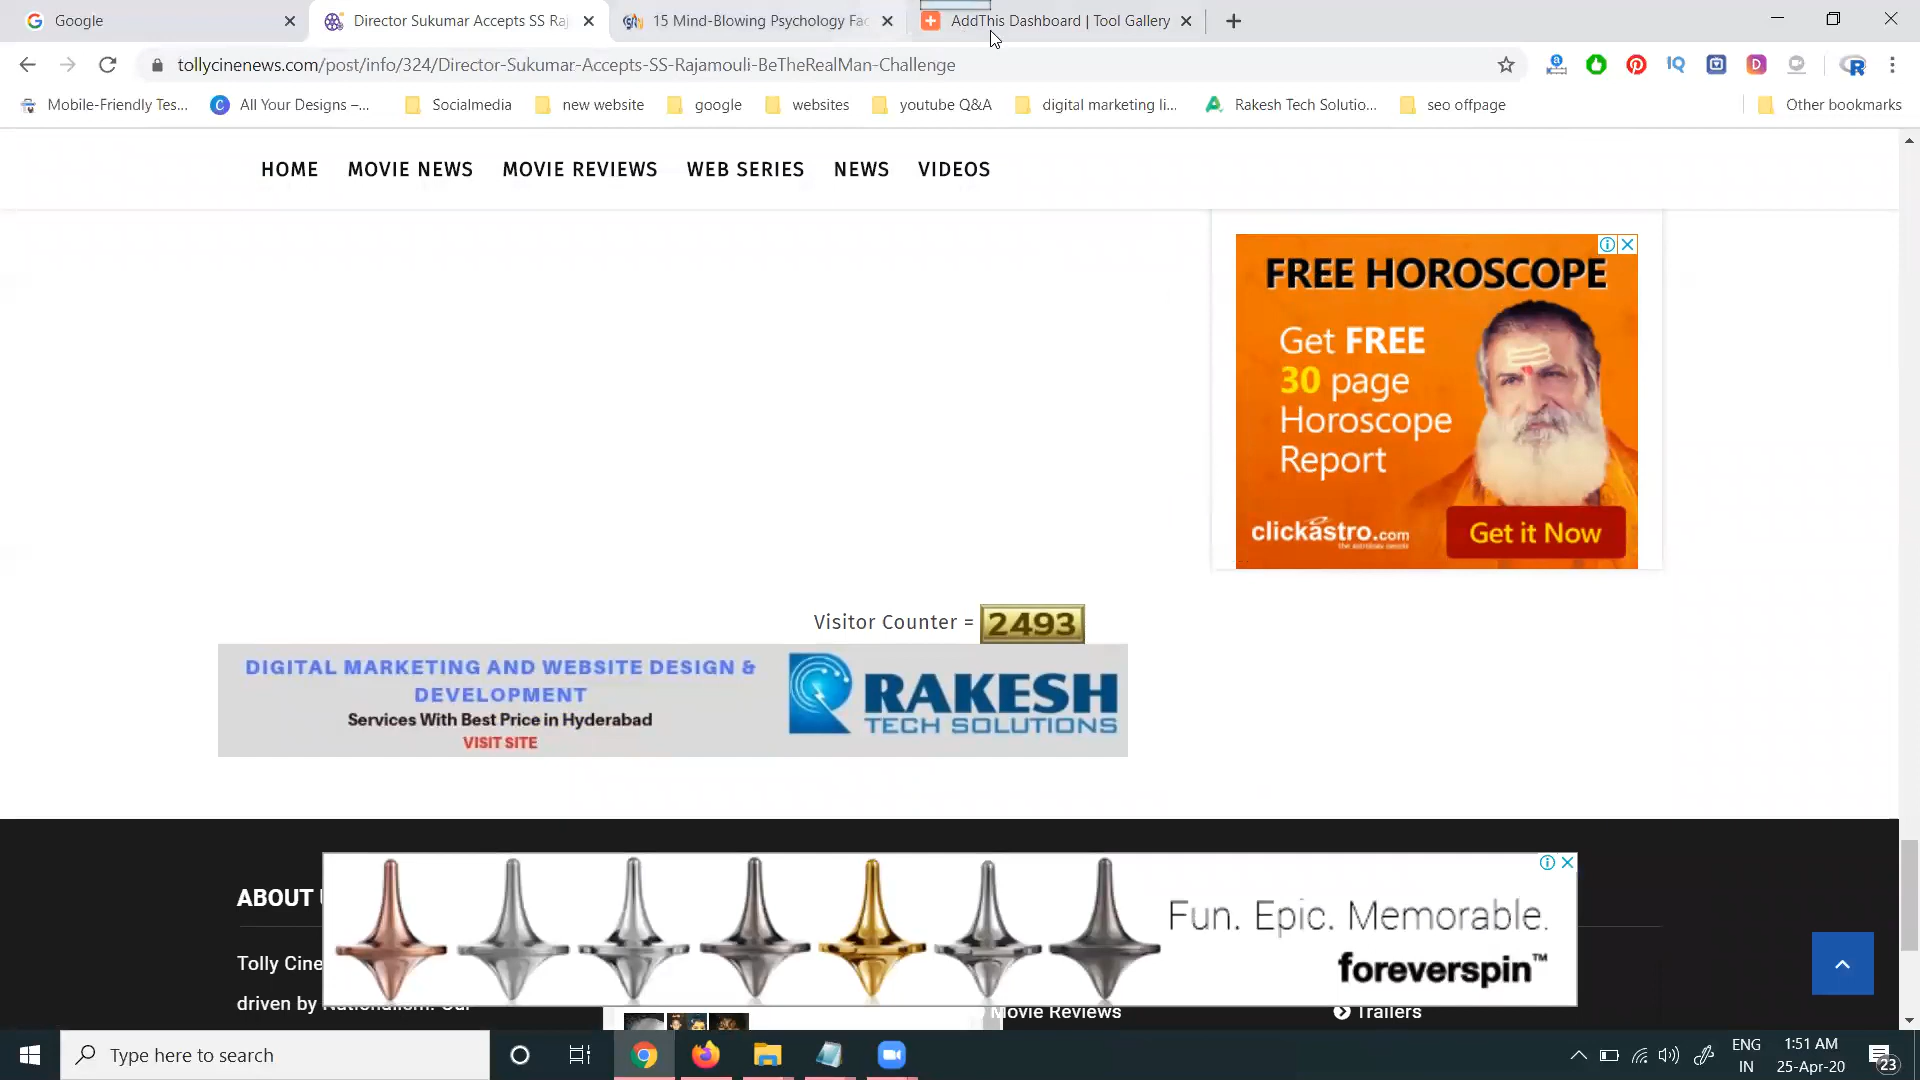 Google
Director Sukumar Accepts SS Raj
15 Mind-Blowing Psychology Fac
AddThis Dashboard | Tool Gallery
tollycinenews.com/post/info/324/Director-Sukumar-Accepts-SS-Rajamouli-BeTheRealMan-Challenge
Mobile-Friendly Tes...
All Your Designs –...
Socialmedia
new website
google
websites
youtube Q&A
digital marketing li...
Rakesh Tech Solutio...
seo offpage
Other bookmarks
HOME MOVIE NEWS MOVIE REVIEWS WEB SERIES NEWS VIDEOS
FREE HOROSCOPE
Get FREE
30 page
Horoscope
Report
clickastro.com
Get it Now
Visitor Counter = 2493
DIGITAL MARKETING AND WEBSITE DESIGN &
DEVELOPMENT
Services With Best Price in Hyderabad
VISIT SITE
RAKESH
TECH SOLUTIONS
ABOUT
Tolly Cine
driven by Nationalism. Our
Fun. Epic. Memorable.
foreverspin™
Movie Reviews
Trailers
Type here to search
ENG
IN
1:51 AM
25-Apr-20
23